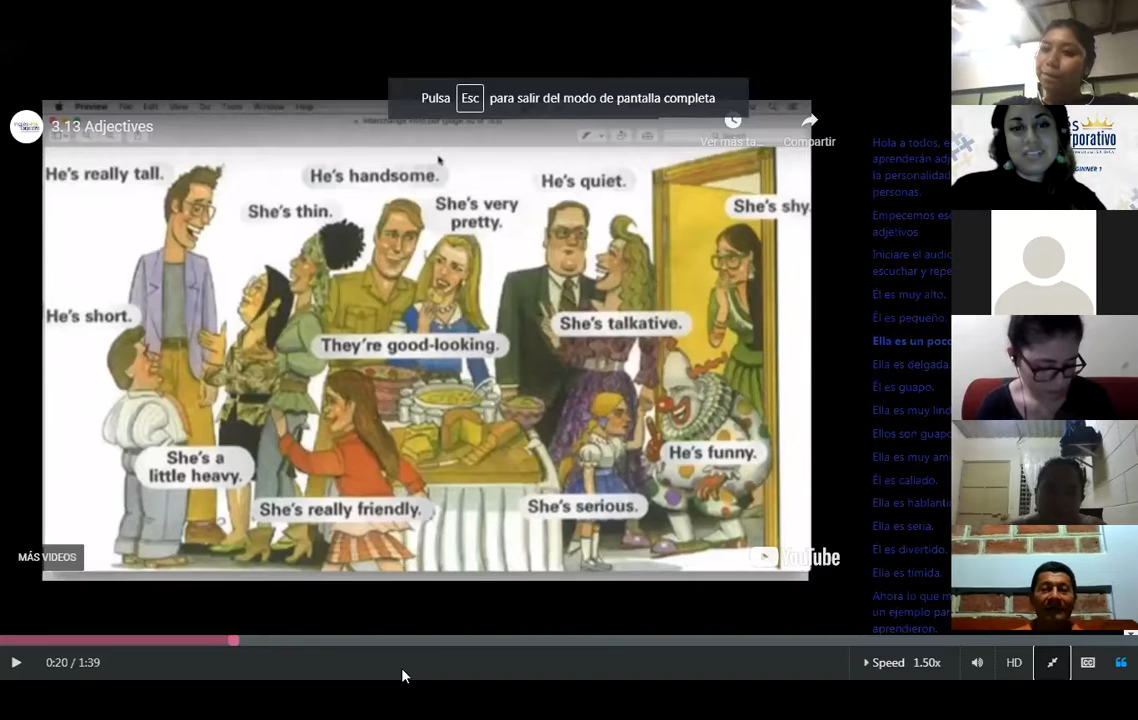 Pulsa Esc para salir del modo de pantalla completa
3.13 Adjectives
Ver más ta...
Compartir
He's really tall.
He's handsome.
He's quiet.
She's thin.
She's very
pretty.
She's shy.
He's short.
She's talkative.
They're good-looking.
She's a
little heavy.
He's funny.
She's really friendly.
She's serious.
MÁS VIDEOS
YouTube
Hola a todos, e
aprenderán adj
la personalidad
personas.
Empecemos esc
adjetivos.
Iniciare el audio
escuchar y repe
Él es muy alto.
Él es pequeño.
Ella es un poco
Ella es delgada.
Él es guapo.
Ella es muy lind
Ellos son guapo
Ella es muy am
Él es callado.
Ella es hablanti
Ella es seria.
Él es divertido.
Ella es tímida.
Ahora lo que m
un ejemplo par
aprendieron.
orporativo
0:20 / 1:39
Speed 1.50x
HD